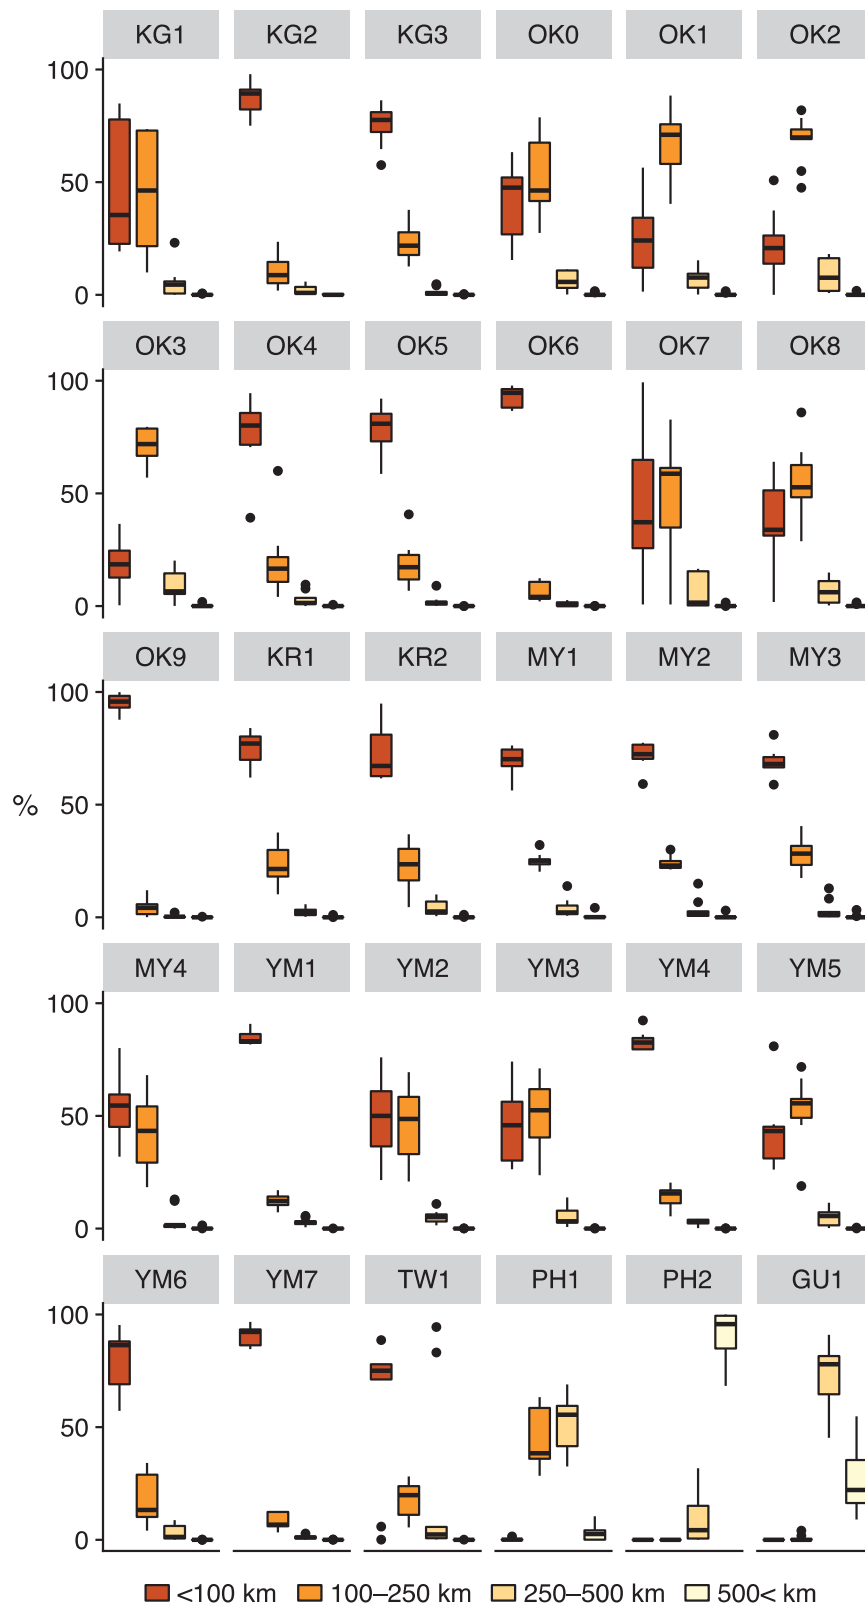 KG1 KG2 KG3 OK0 OK1 OK2
100
50
0
OK3 OK4 OK5 OK6 OK7 OK8
100
50
0
OK9 KR1 KR2 MY1 MY2 MY3
100
%
50
0
MY4 YM1 YM2 YM3 YM4 YM5
100
50
0
YM6 YM7 TW1 PH1 PH2 GU1
100
50
0
<100 km 100–250 km 250–500 km 500< km